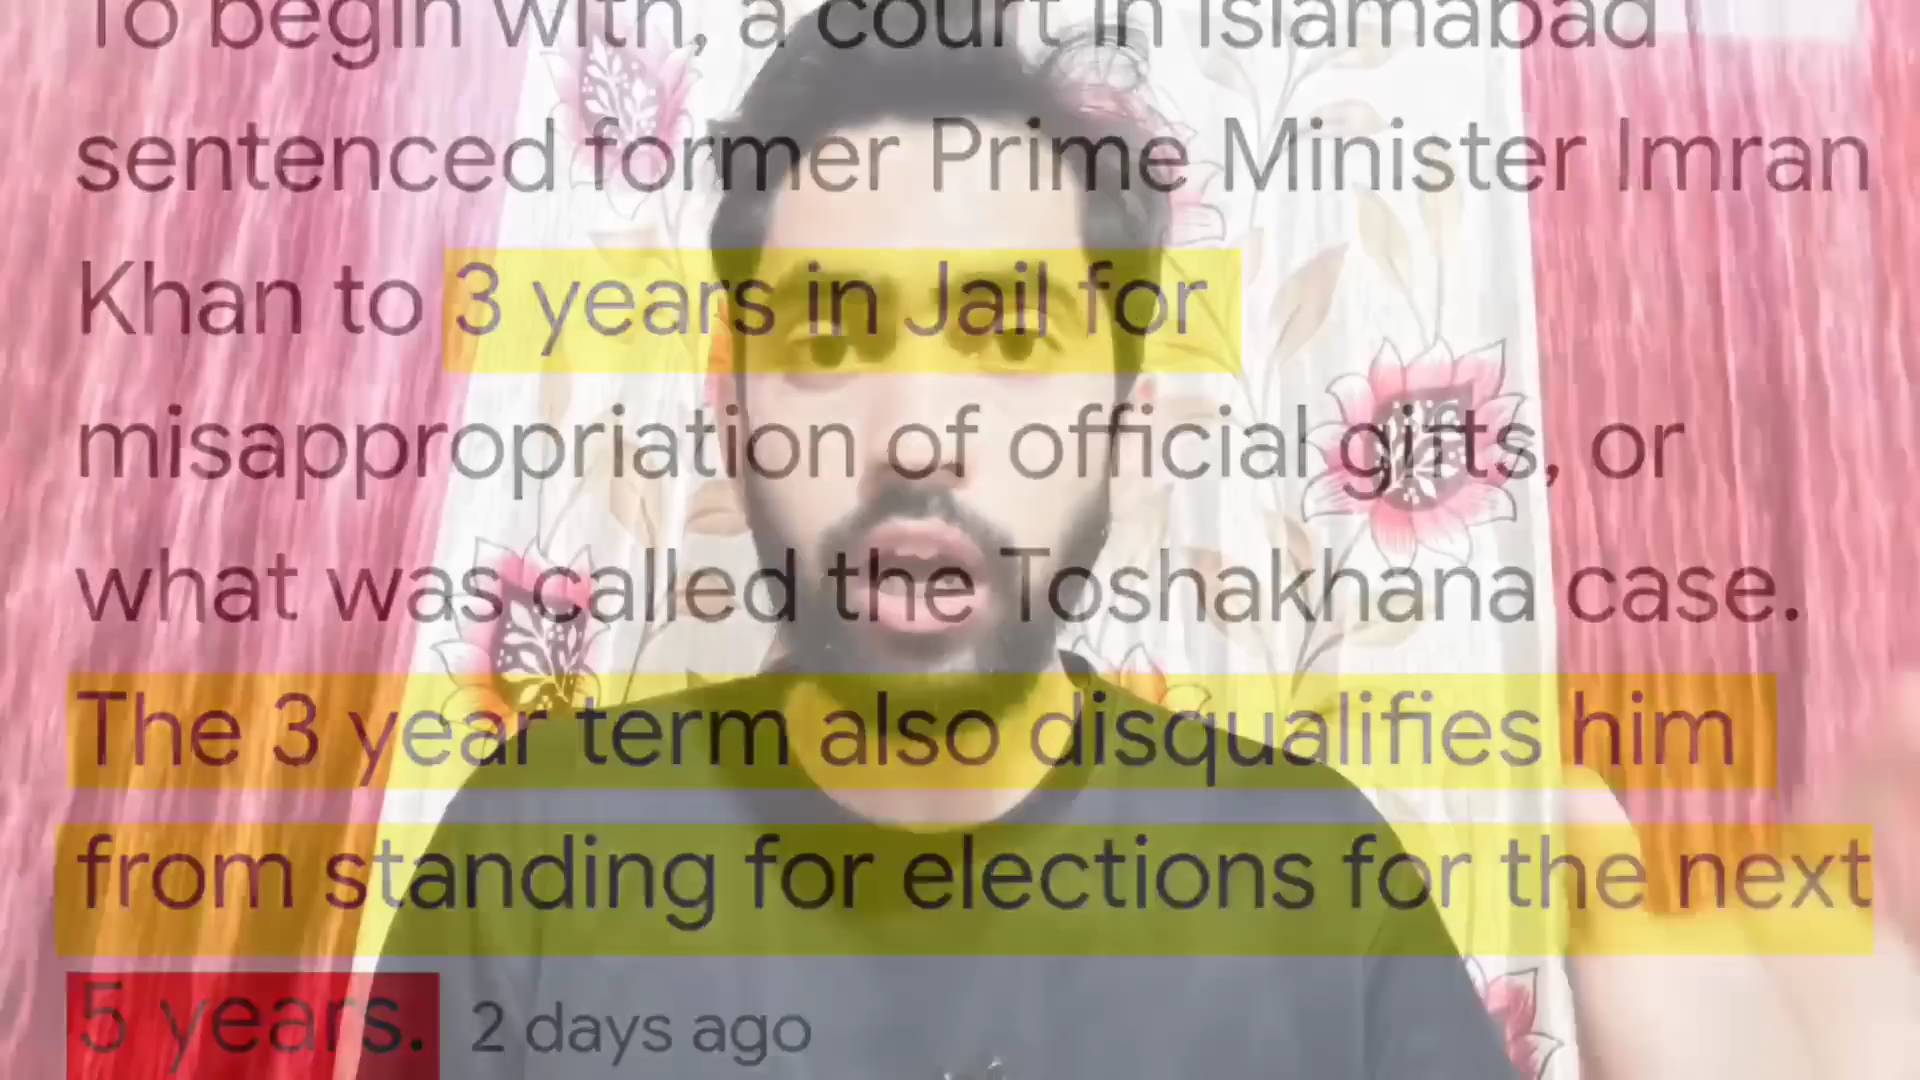 To begin with, a court in Islamabad
sentenced former Prime Minister Imran
Khan to 3 years in Jail for
misappropriation of official gifts, or
what was called the Toshakhana case.
The 3 year term also disqualifies him
from standing for elections for the next
5 years. 2 days ago